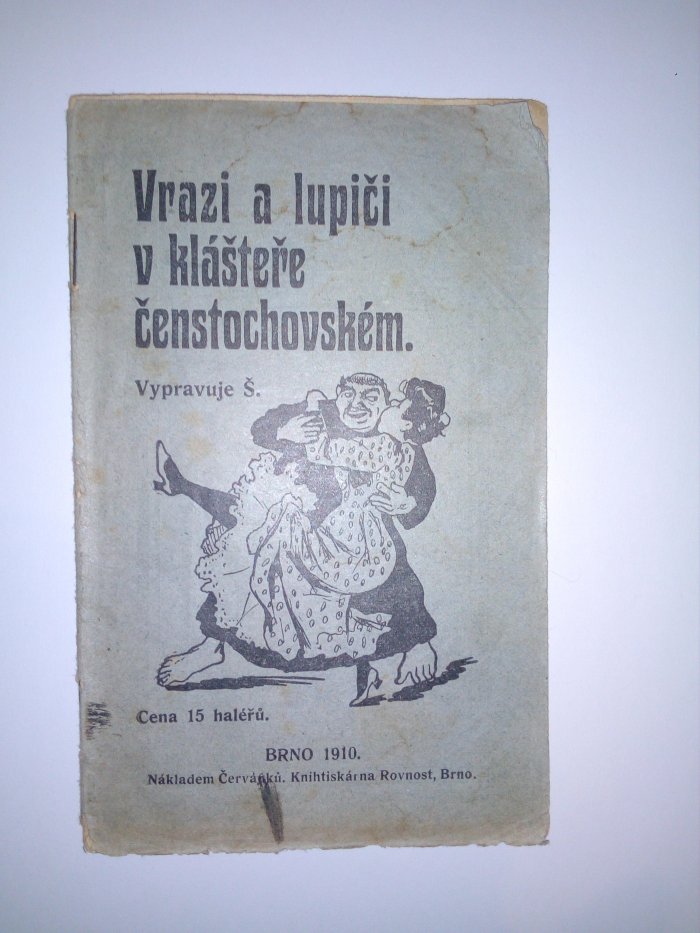 Vrazi a lupiči
v klášteře
čenstochovském.
Vypravuje Š.
Cena 15 haléřů.
BRNO 1910.
Nákladem Červánků. Knihtiskárna Rovnost, Brno.